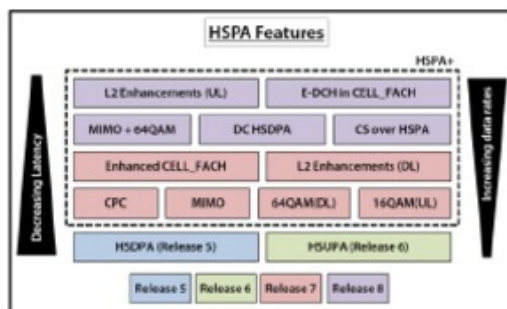 HSPA Features
HSPA+
L2 Enhancements (UL) E-DCH in CELL_FACH
MIMO + 64QAM DC HSDPA CS over HSPA
Enhanced CELL_FACH L2 Enhancements (DL)
CPC MIMO 64QAM(DL) 16QAM(UL)
HSDPA (Release 5) HSUPA (Release 6)
Release 5 Release 6 Release 7 Release 8
Decreasing Latency
Increasing data rates